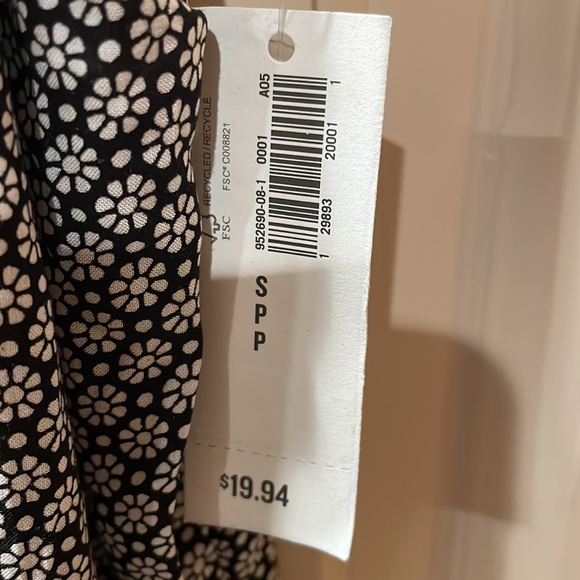 RECYCLED/RECYCLE
FSC® C008821
FSC
A05
952690-08-1 0001
1 29893 20001 1
S
P
P
$19.94